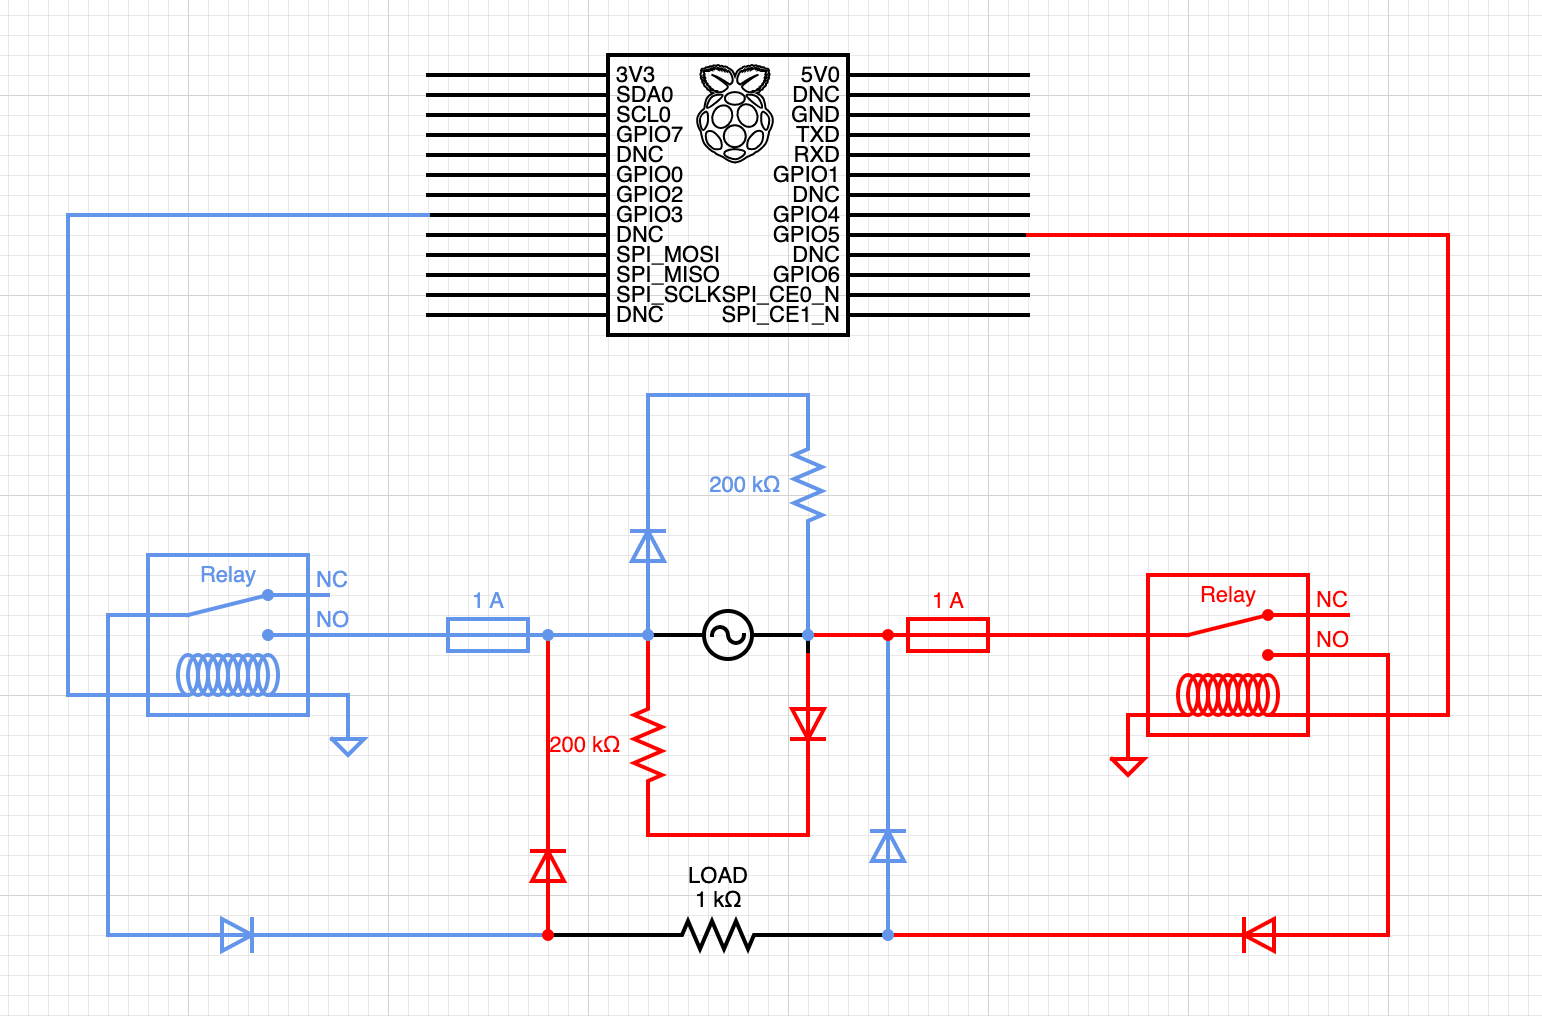 3V3
SDA0
SCL0
GPIO7
DNC
GPIO0
GPIO2
GPIO3
DNC
SPI_MOSI
SPI_MISO
SPI_SCLK
DNC
5V0
DNC
GND
TXD
RXD
GPIO1
DNC
GPIO4
GPIO5
DNC
GPIO6
SPI_CE0_N
SPI_CE1_N
200 kΩ
Relay
NC
NO
1 A
1 A
Relay
NC
NO
200 kΩ
LOAD
1 kΩ